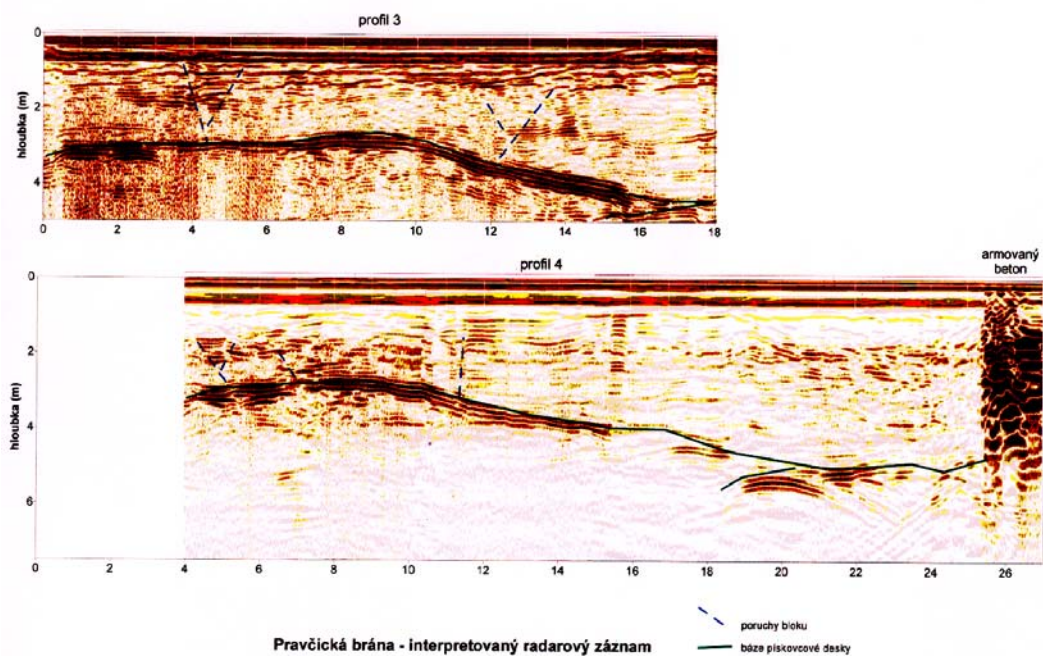 profil 3
0
2
4
hloubka (m)
0 2 4 6 8 10 12 14 16 18
profil 4
armovaný
beton
0
2
4
6
hloubka (m)
0 2 4 6 8 10 12 14 16 18 20 22 24 26
poruchy bloku
Pravčická brána - interpretovaný radarový záznam
báze pískovcové desky